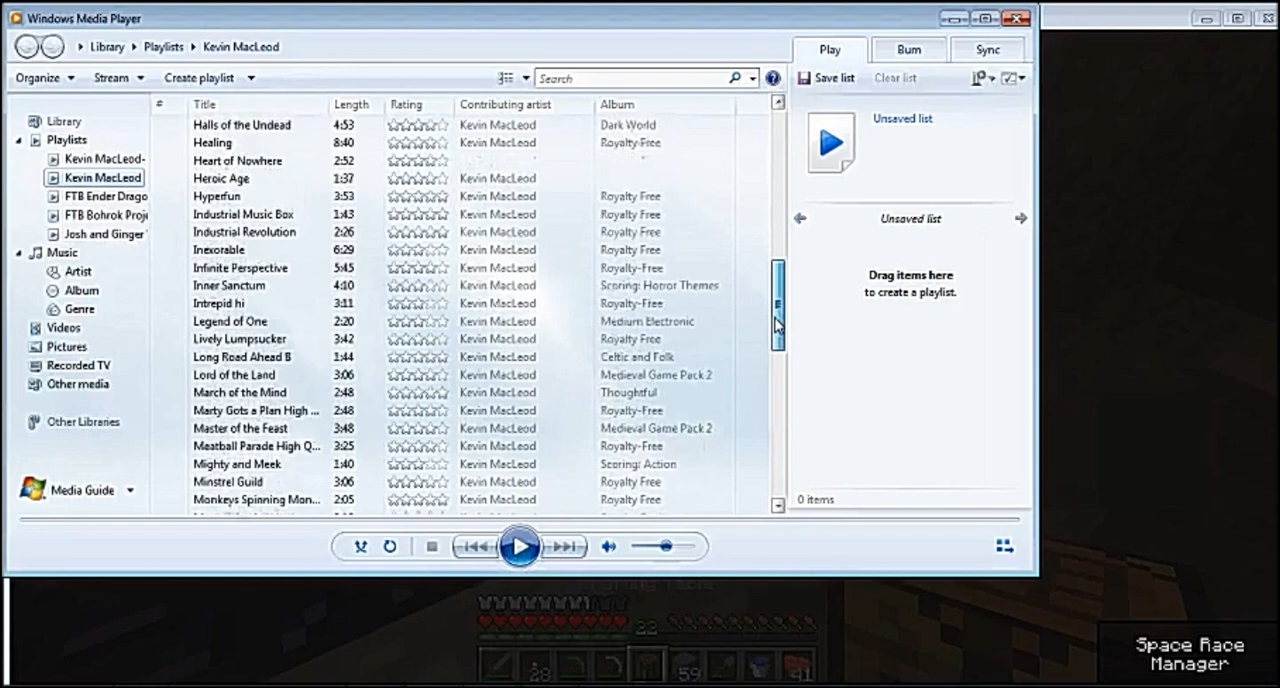 Windows Media Player
Library Playlists Kevin MacLeod
Play Burn Sync
Organize Stream Create playlist Search Save list Clear list
# Title Length Rating Contributing artist Album
Library
Playlists
Kevin MacLeod-
Kevin MacLeod
FTB Ender Drago
FTB Bohrok Proj
Josh and Ginger
Music
Artist
Album
Genre
Videos
Pictures
Recorded TV
Other media
Other Libraries
Media Guide
Halls of the Undead 4:53 Kevin MacLeod Dark World
Healing 8:40 Kevin MacLeod Royalty-Free
Heart of Nowhere 2:52
Heroic Age 1:37 Kevin MacLeod
Hyperfun 3:53 Kevin MacLeod Royalty Free
Industrial Music Box 1:43 Kevin MacLeod Royalty Free
Industrial Revolution 2:26 Kevin MacLeod Royalty Free
Inexorable 6:29 Kevin MacLeod Royalty Free
Infinite Perspective 5:45 Kevin MacLeod Royalty-Free
Inner Sanctum 4:10 Kevin MacLeod Scoring: Horror Themes
Intrepid hi 3:11 Kevin MacLeod Royalty-Free
Legend of One 2:20 Kevin MacLeod Medium Electronic
Lively Lumpsucker 3:42 Kevin MacLeod Royalty Free
Long Road Ahead B 1:44 Kevin MacLeod Celtic and Folk
Lord of the Land 3:06 Kevin MacLeod Medieval Game Pack 2
March of the Mind 2:48 Kevin MacLeod Thoughtful
Marty Gots a Plan High ... 2:48 Kevin MacLeod Royalty-Free
Master of the Feast 3:48 Kevin MacLeod Medieval Game Pack 2
Meatball Parade High Q... 3:25 Kevin MacLeod Royalty-Free
Mighty and Meek 1:40 Kevin MacLeod Scoring: Action
Minstrel Guild 3:06 Kevin MacLeod Royalty Free
Monkeys Spinning Mon... 2:05 Kevin MacLeod Royalty Free
Unsaved list
Unsaved list
Drag items here
to create a playlist.
0 items
Crafting Table
22
28 59 41
Space Race
Manager